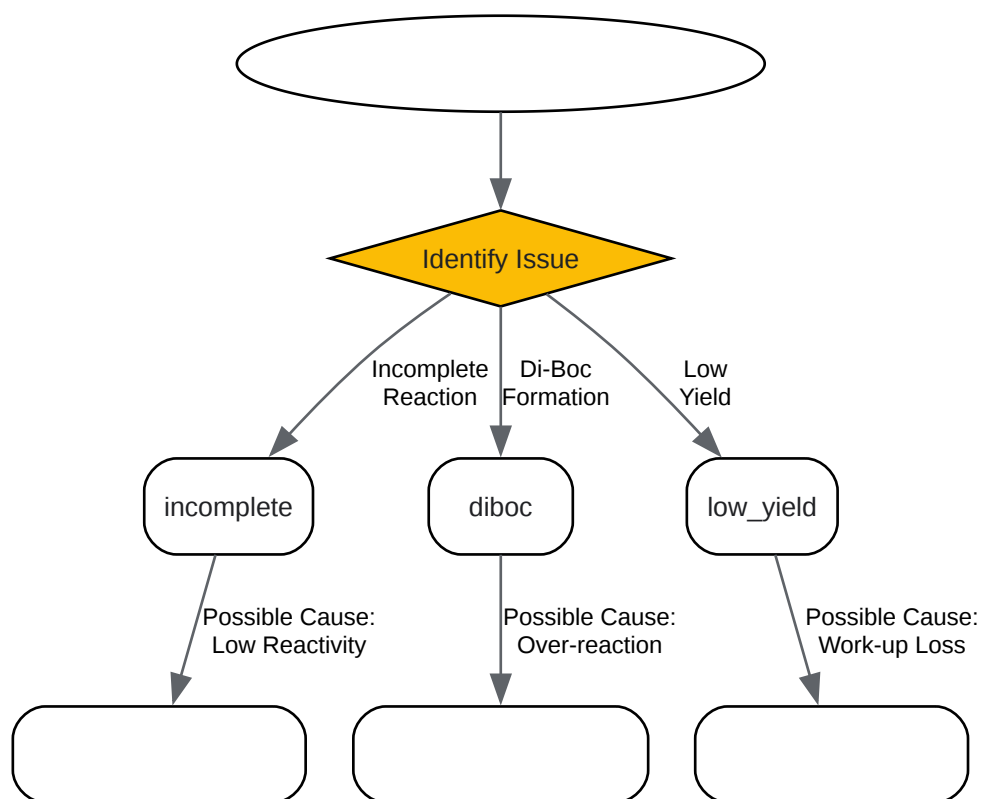 Identify Issue
Incomplete
Reaction
Di-Boc
Formation
Low
Yield
incomplete
diboc
low_yield
Possible Cause:
Low Reactivity
Possible Cause:
Over-reaction
Possible Cause:
Work-up Loss